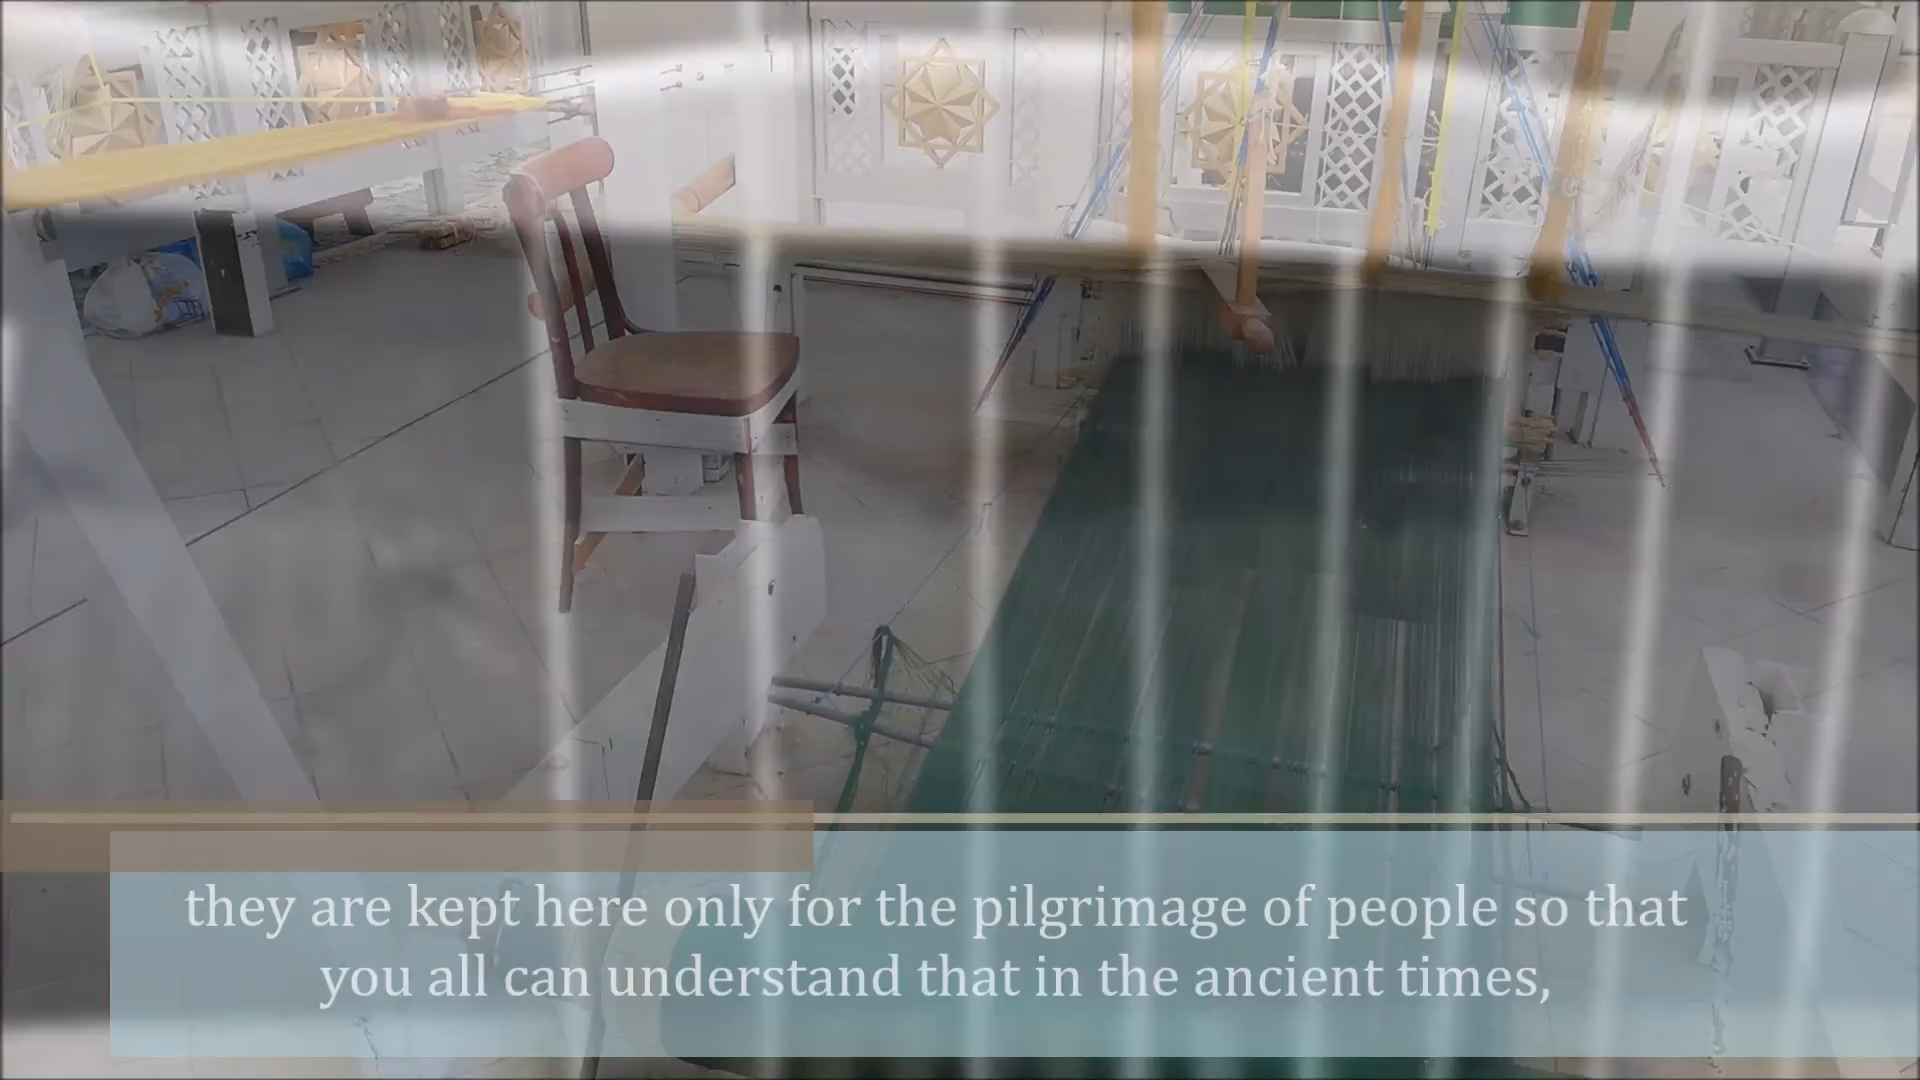 they are kept here only for the pilgrimage of people so that
you all can understand that in the ancient times,